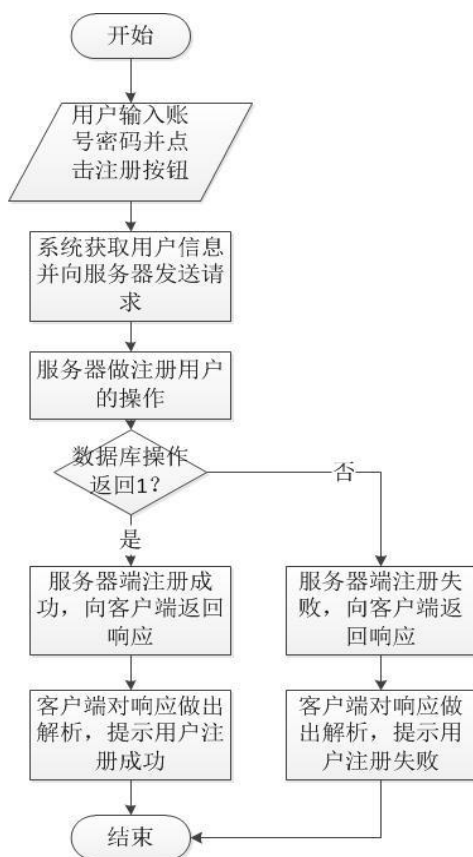 开始
用户输入账
号密码并点
击注册按钮
系统获取用户信息
并向服务器发送请
求
服务器做注册用户
的操作
数据库操作
返回1？
否
是
服务器端注册成
功，向客户端返回
响应
服务器端注册失
败，向客户端返
回响应
客户端对响应做出
解析，提示用户注
册成功
客户端对响应做
出解析，提示用
户注册失败
结束